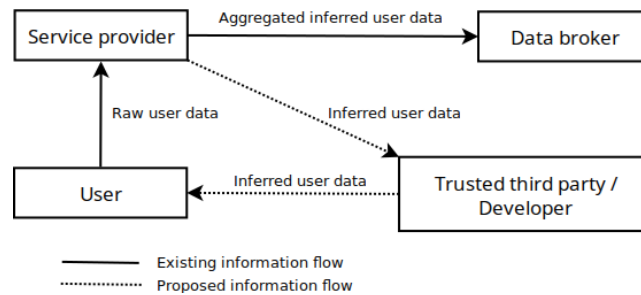 Aggregated inferred user data
Service provider
Data broker
Raw user data
Inferred user data
Inferred user data
User
Trusted third party /
Developer
Existing information flow
Proposed information flow